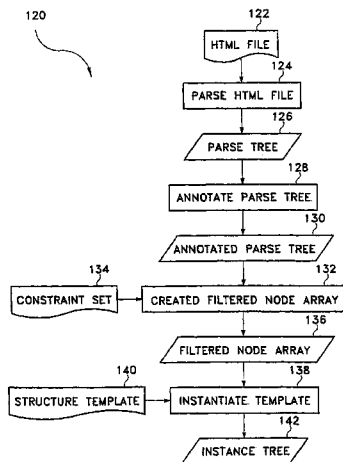 120
122
HTML FILE
124
PARSE HTML FILE
126
PARSE TREE
128
ANNOTATE PARSE TREE
130
ANNOTATED PARSE TREE
134
132
CONSTRAINT SET
CREATED FILTERED NODE ARRAY
136
FILTERED NODE ARRAY
140
138
STRUCTURE TEMPLATE
INSTANTIATE TEMPLATE
142
INSTANCE TREE